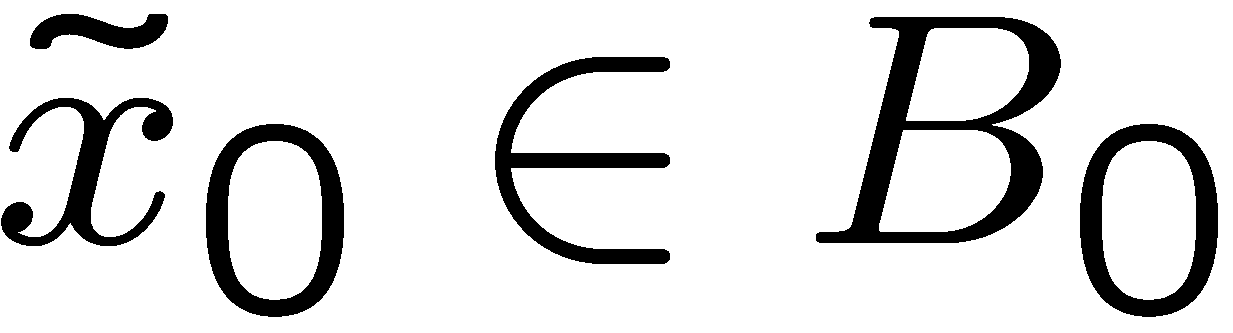 x̃₀ ∈ B₀